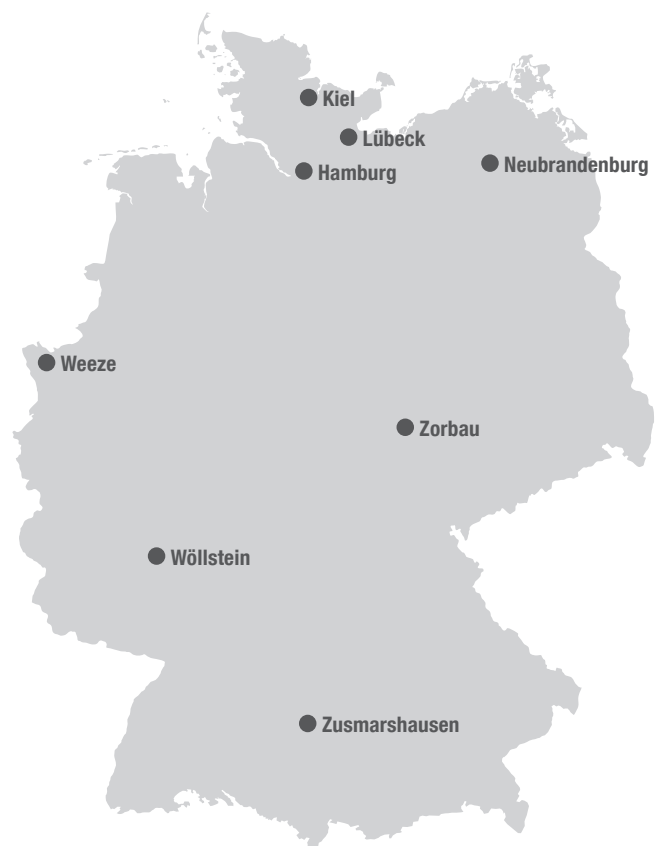 Kiel
Lübeck
Neubrandenburg
Hamburg
Weeze
Zorbau
Wöllstein
Zusmarshausen